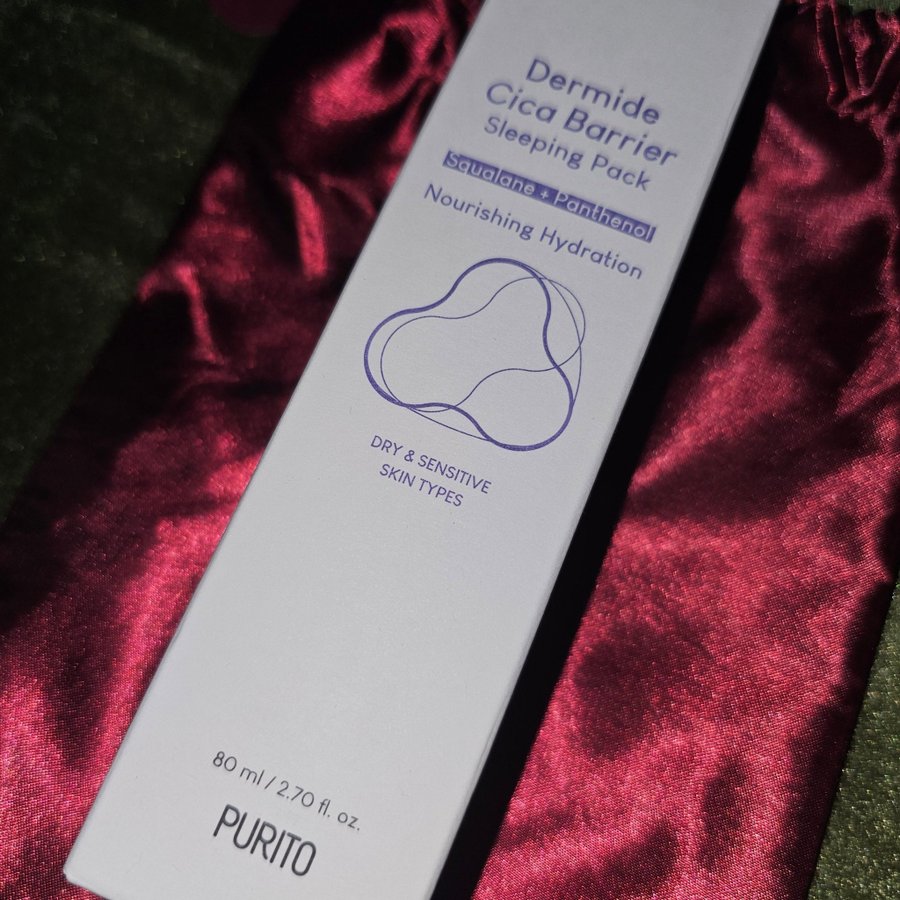 Dermide
Cica Barrier
Sleeping Pack
Squalane + Panthenol
Nourishing Hydration
DRY & SENSITIVE
SKIN TYPES
80 ml / 2.70 fl. oz.
PURITO